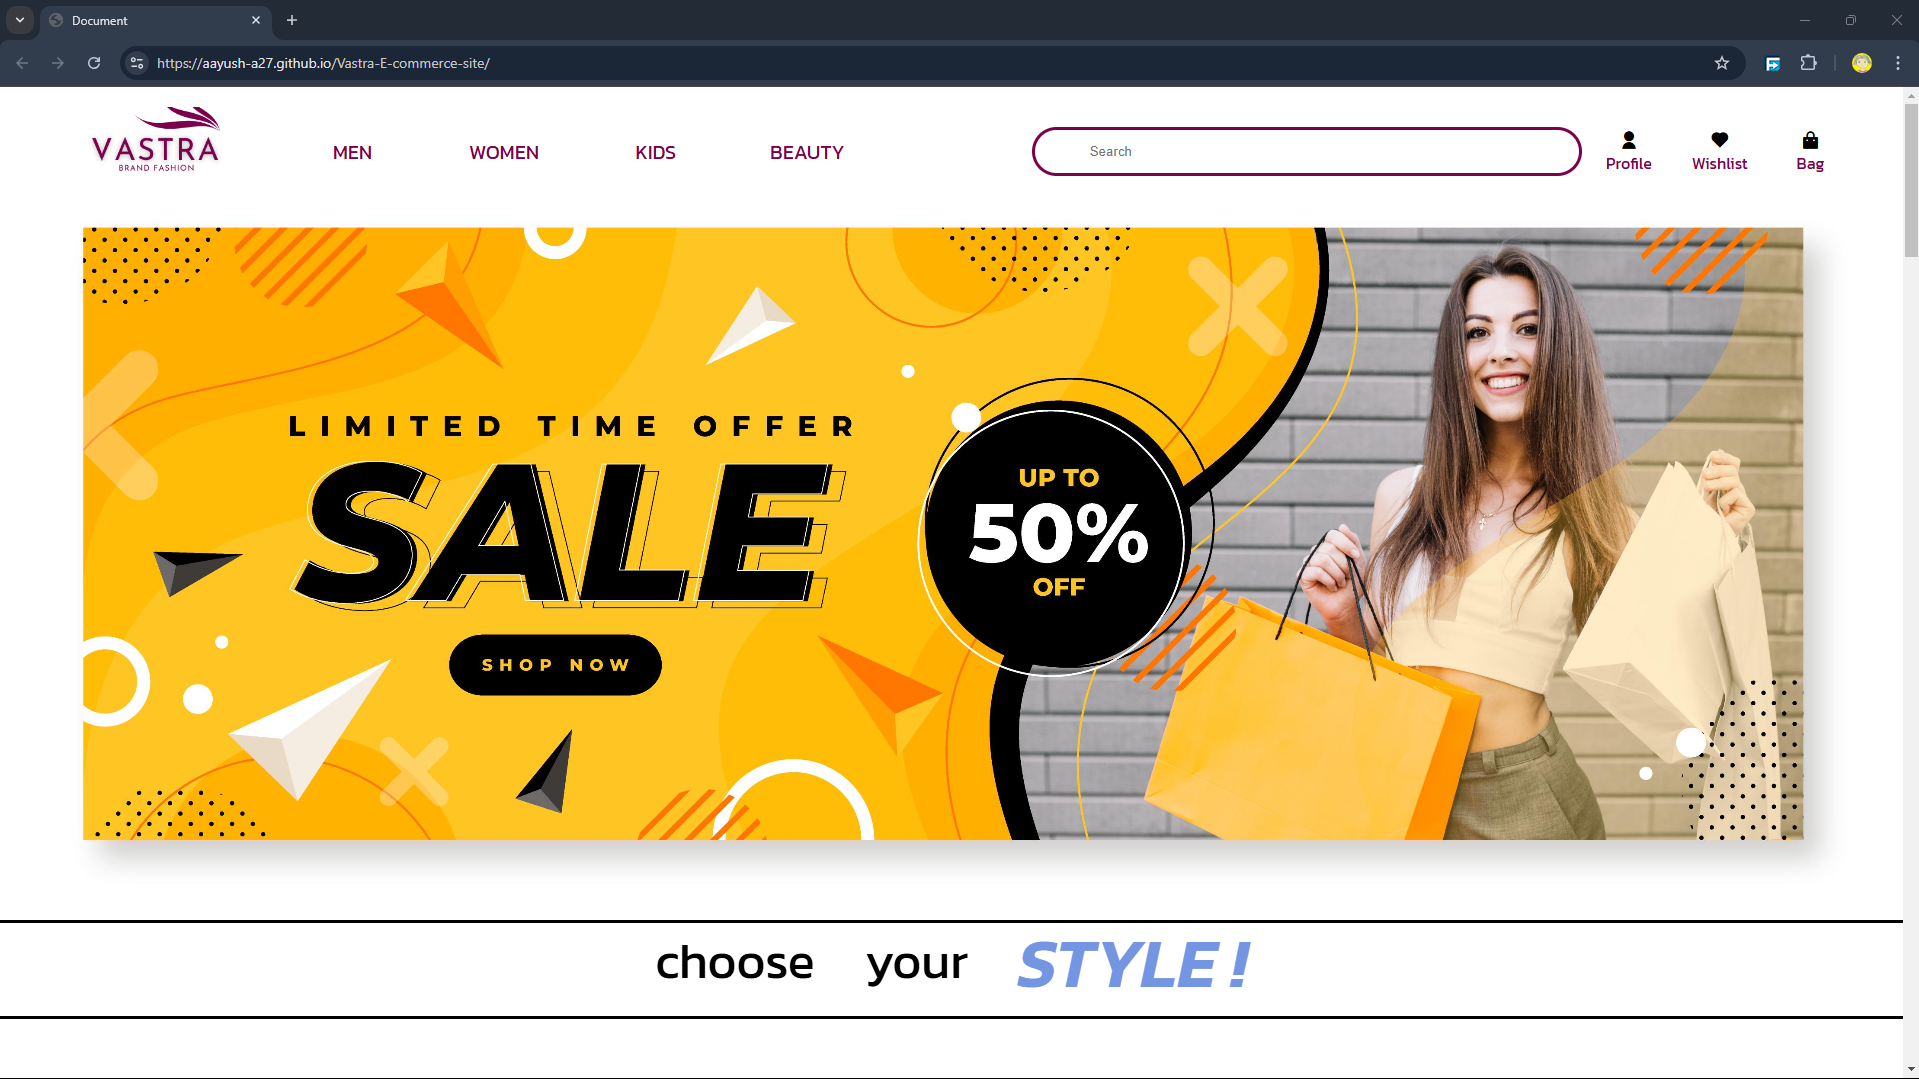 Document
https://aayush-a27.github.io/Vastra-E-commerce-site/
VASTRA
BRAND FASHION
MEN
WOMEN
KIDS
BEAUTY
Search
Profile
Wishlist
Bag
LIMITED TIME OFFER
SALE
SHOP NOW
UP TO
50%
OFF
choose your STYLE!